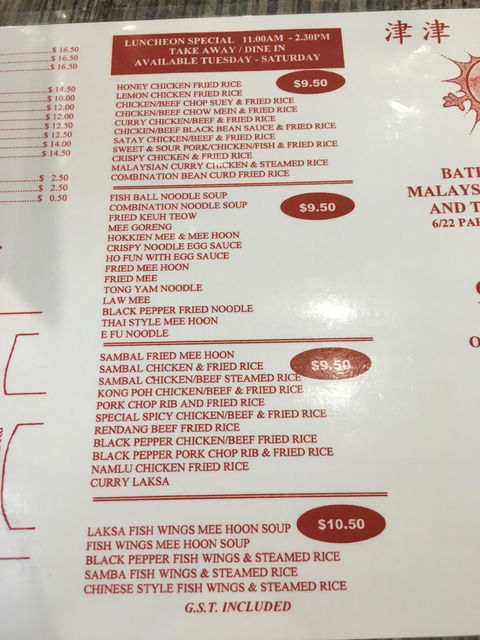 $ 16.50
$ 16.50
$ 16.50
$ 14.50
$ 10.00
$ 12.00
$ 12.00
$ 12.50
$ 12.50
$ 14.00
$ 14.50
$ 2.50
$ 2.50
$ 0.50
LUNCHEON SPECIAL 11.00AM - 2.30PM
TAKE AWAY / DINE IN
AVAILABLE TUESDAY - SATURDAY
$9.50
HONEY CHICKEN FRIED RICE
LEMON CHICKEN FRIED RICE
CHICKEN/BEEF CHOP SUEY & FRIED RICE
CHICKEN/BEEF CHOW MEIN & FRIED RICE
CURRY CHICKEN/BEEF & FRIED RICE
CHICKEN/BEEF BLACK BEAN SAUCE & FRIED RICE
SATAY CHICKEN/BEEF & FRIED RICE
SWEET & SOUR PORK/CHICKEN/FISH & FRIED RICE
CRISPY CHICKEN & FRIED RICE
MALAYSIAN CURRY CHICKEN & STEAMED RICE
COMBINATION BEAN CURD FRIED RICE
$9.50
FISH BALL NOODLE SOUP
COMBINATION NOODLE SOUP
FRIED KEUH TEOW
MEE GORENG
HOKKIEN MEE & MEE HOON
CRISPY NOODLE EGG SAUCE
HO FUN WITH EGG SAUCE
FRIED MEE HOON
FRIED MEE
TONG YAM NOODLE
LAW MEE
BLACK PEPPER FRIED NOODLE
THAI STYLE MEE HOON
E FU NOODLE
$9.50
SAMBAL FRIED MEE HOON
SAMBAL CHICKEN & FRIED RICE
SAMBAL CHICKEN/BEEF STEAMED RICE
KONG POH CHICKEN/BEEF & FRIED RICE
PORK CHOP RIB AND FRIED RICE
SPECIAL SPICY CHICKEN/BEEF & FRIED RICE
RENDANG BEEF FRIED RICE
BLACK PEPPER CHICKEN/BEEF FRIED RICE
BLACK PEPPER PORK CHOP RIB & FRIED RICE
NAMLU CHICKEN FRIED RICE
CURRY LAKSA
$10.50
LAKSA FISH WINGS MEE HOON SOUP
FISH WINGS MEE HOON SOUP
BLACK PEPPER FISH WINGS & STEAMED RICE
SAMBA FISH WINGS & STEAMED RICE
CHINESE STYLE FISH WINGS & STEAMED RICE
G.S.T. INCLUDED
津津
BATE
MALAYS
AND T
6/22 PAR